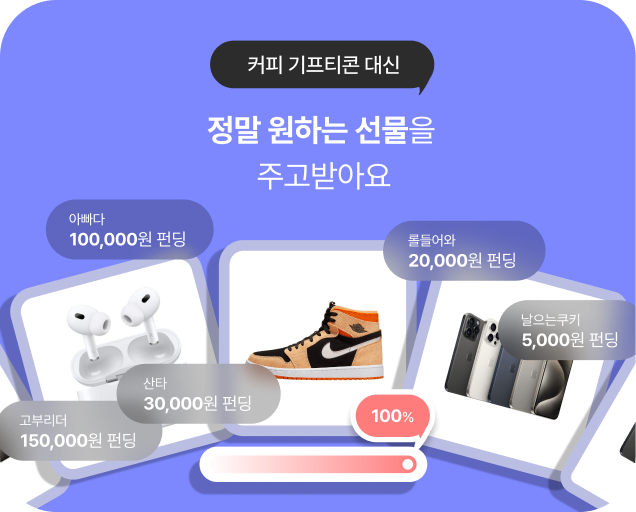 커피 기프티콘 대신
정말 원하는 선물을
주고받아요
아빠다
100,000원 펀딩
롤들어와
20,000원 펀딩
날으는쿠키
5,000원 펀딩
산타
30,000원 펀딩
고부리더
150,000원 펀딩
100%